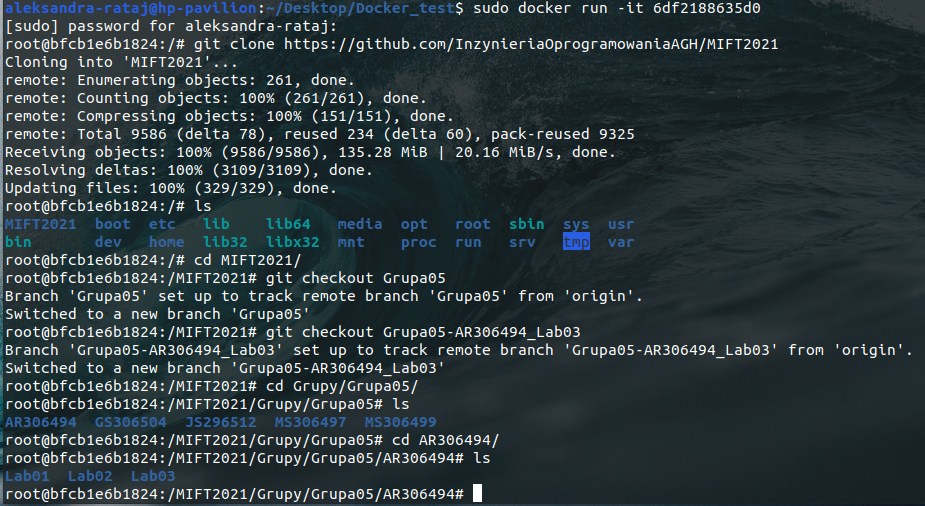 aleksandra-rataj@hp-pavilion:~/Desktop/Docker_test$ sudo docker run -it 6df2188635d0
[sudo] password for aleksandra-rataj:
root@bfcb1e6b1824:/# git clone https://github.com/InzynieriaOprogramowaniaAGH/MIFT2021
Cloning into 'MIFT2021'...
remote: Enumerating objects: 261, done.
remote: Counting objects: 100% (261/261), done.
remote: Compressing objects: 100% (151/151), done.
remote: Total 9586 (delta 78), reused 234 (delta 60), pack-reused 9325
Receiving objects: 100% (9586/9586), 135.28 MiB | 20.16 MiB/s, done.
Resolving deltas: 100% (3109/3109), done.
Updating files: 100% (329/329), done.
root@bfcb1e6b1824:/# ls
MIFT2021  boot  etc   lib    lib64   media  opt   root  sbin  sys  usr
bin       dev   home  lib32  libx32  mnt    proc  run   srv   tmp  var
root@bfcb1e6b1824:/# cd MIFT2021/
root@bfcb1e6b1824:/MIFT2021# git checkout Grupa05
Branch 'Grupa05' set up to track remote branch 'Grupa05' from 'origin'.
Switched to a new branch 'Grupa05'
root@bfcb1e6b1824:/MIFT2021# git checkout Grupa05-AR306494_Lab03
Branch 'Grupa05-AR306494_Lab03' set up to track remote branch 'Grupa05-AR306494_Lab03' from 'origin'.
Switched to a new branch 'Grupa05-AR306494_Lab03'
root@bfcb1e6b1824:/MIFT2021# cd Grupy/Grupa05/
root@bfcb1e6b1824:/MIFT2021/Grupy/Grupa05# ls
AR306494  GS306504  JS296512  MS306497  MS306499
root@bfcb1e6b1824:/MIFT2021/Grupy/Grupa05# cd AR306494/
root@bfcb1e6b1824:/MIFT2021/Grupy/Grupa05/AR306494# ls
Lab01  Lab02  Lab03
root@bfcb1e6b1824:/MIFT2021/Grupy/Grupa05/AR306494#